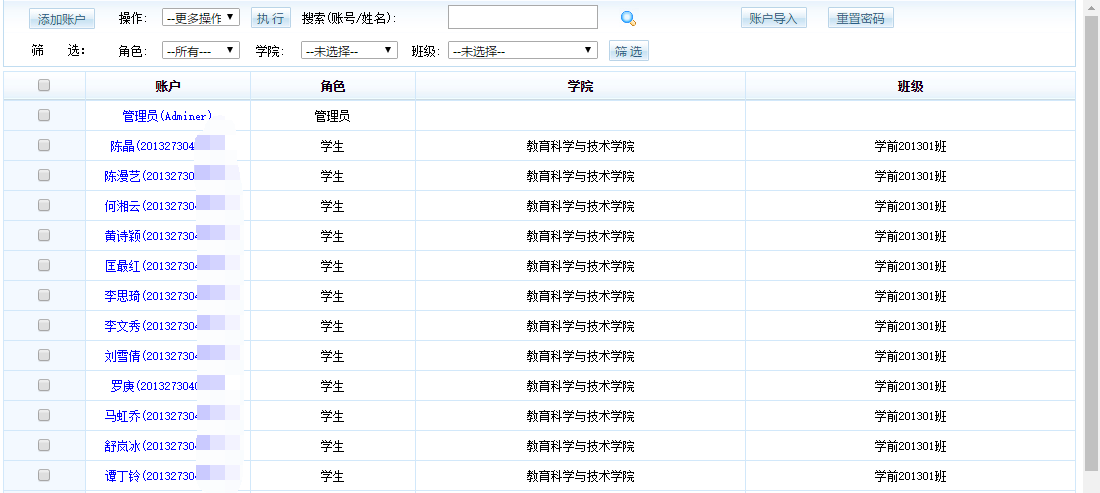 添加账户 操作: --更多操作 执 行 搜索(账号/姓名): 账户导入 重置密码
筛 选: 角色: --所有--- 学院: --未选择-- 班级: --未选择-- 筛 选
账户 角色 学院 班级
管理员(Adminer) 管理员
陈晶(201327304 学生 教育科学与技术学院 学前201301班
陈漫艺(20132730 学生 教育科学与技术学院 学前201301班
何湘云(20132730 学生 教育科学与技术学院 学前201301班
黄诗颖(20132730 学生 教育科学与技术学院 学前201301班
匡最红(20132730 学生 教育科学与技术学院 学前201301班
李思琦(20132730 学生 教育科学与技术学院 学前201301班
李文秀(20132730 学生 教育科学与技术学院 学前201301班
刘雪倩(20132730 学生 教育科学与技术学院 学前201301班
罗庚(201327304 学生 教育科学与技术学院 学前201301班
马虹乔(20132730 学生 教育科学与技术学院 学前201301班
舒岚冰(20132730 学生 教育科学与技术学院 学前201301班
谭丁铃(20132730 学生 教育科学与技术学院 学前201301班